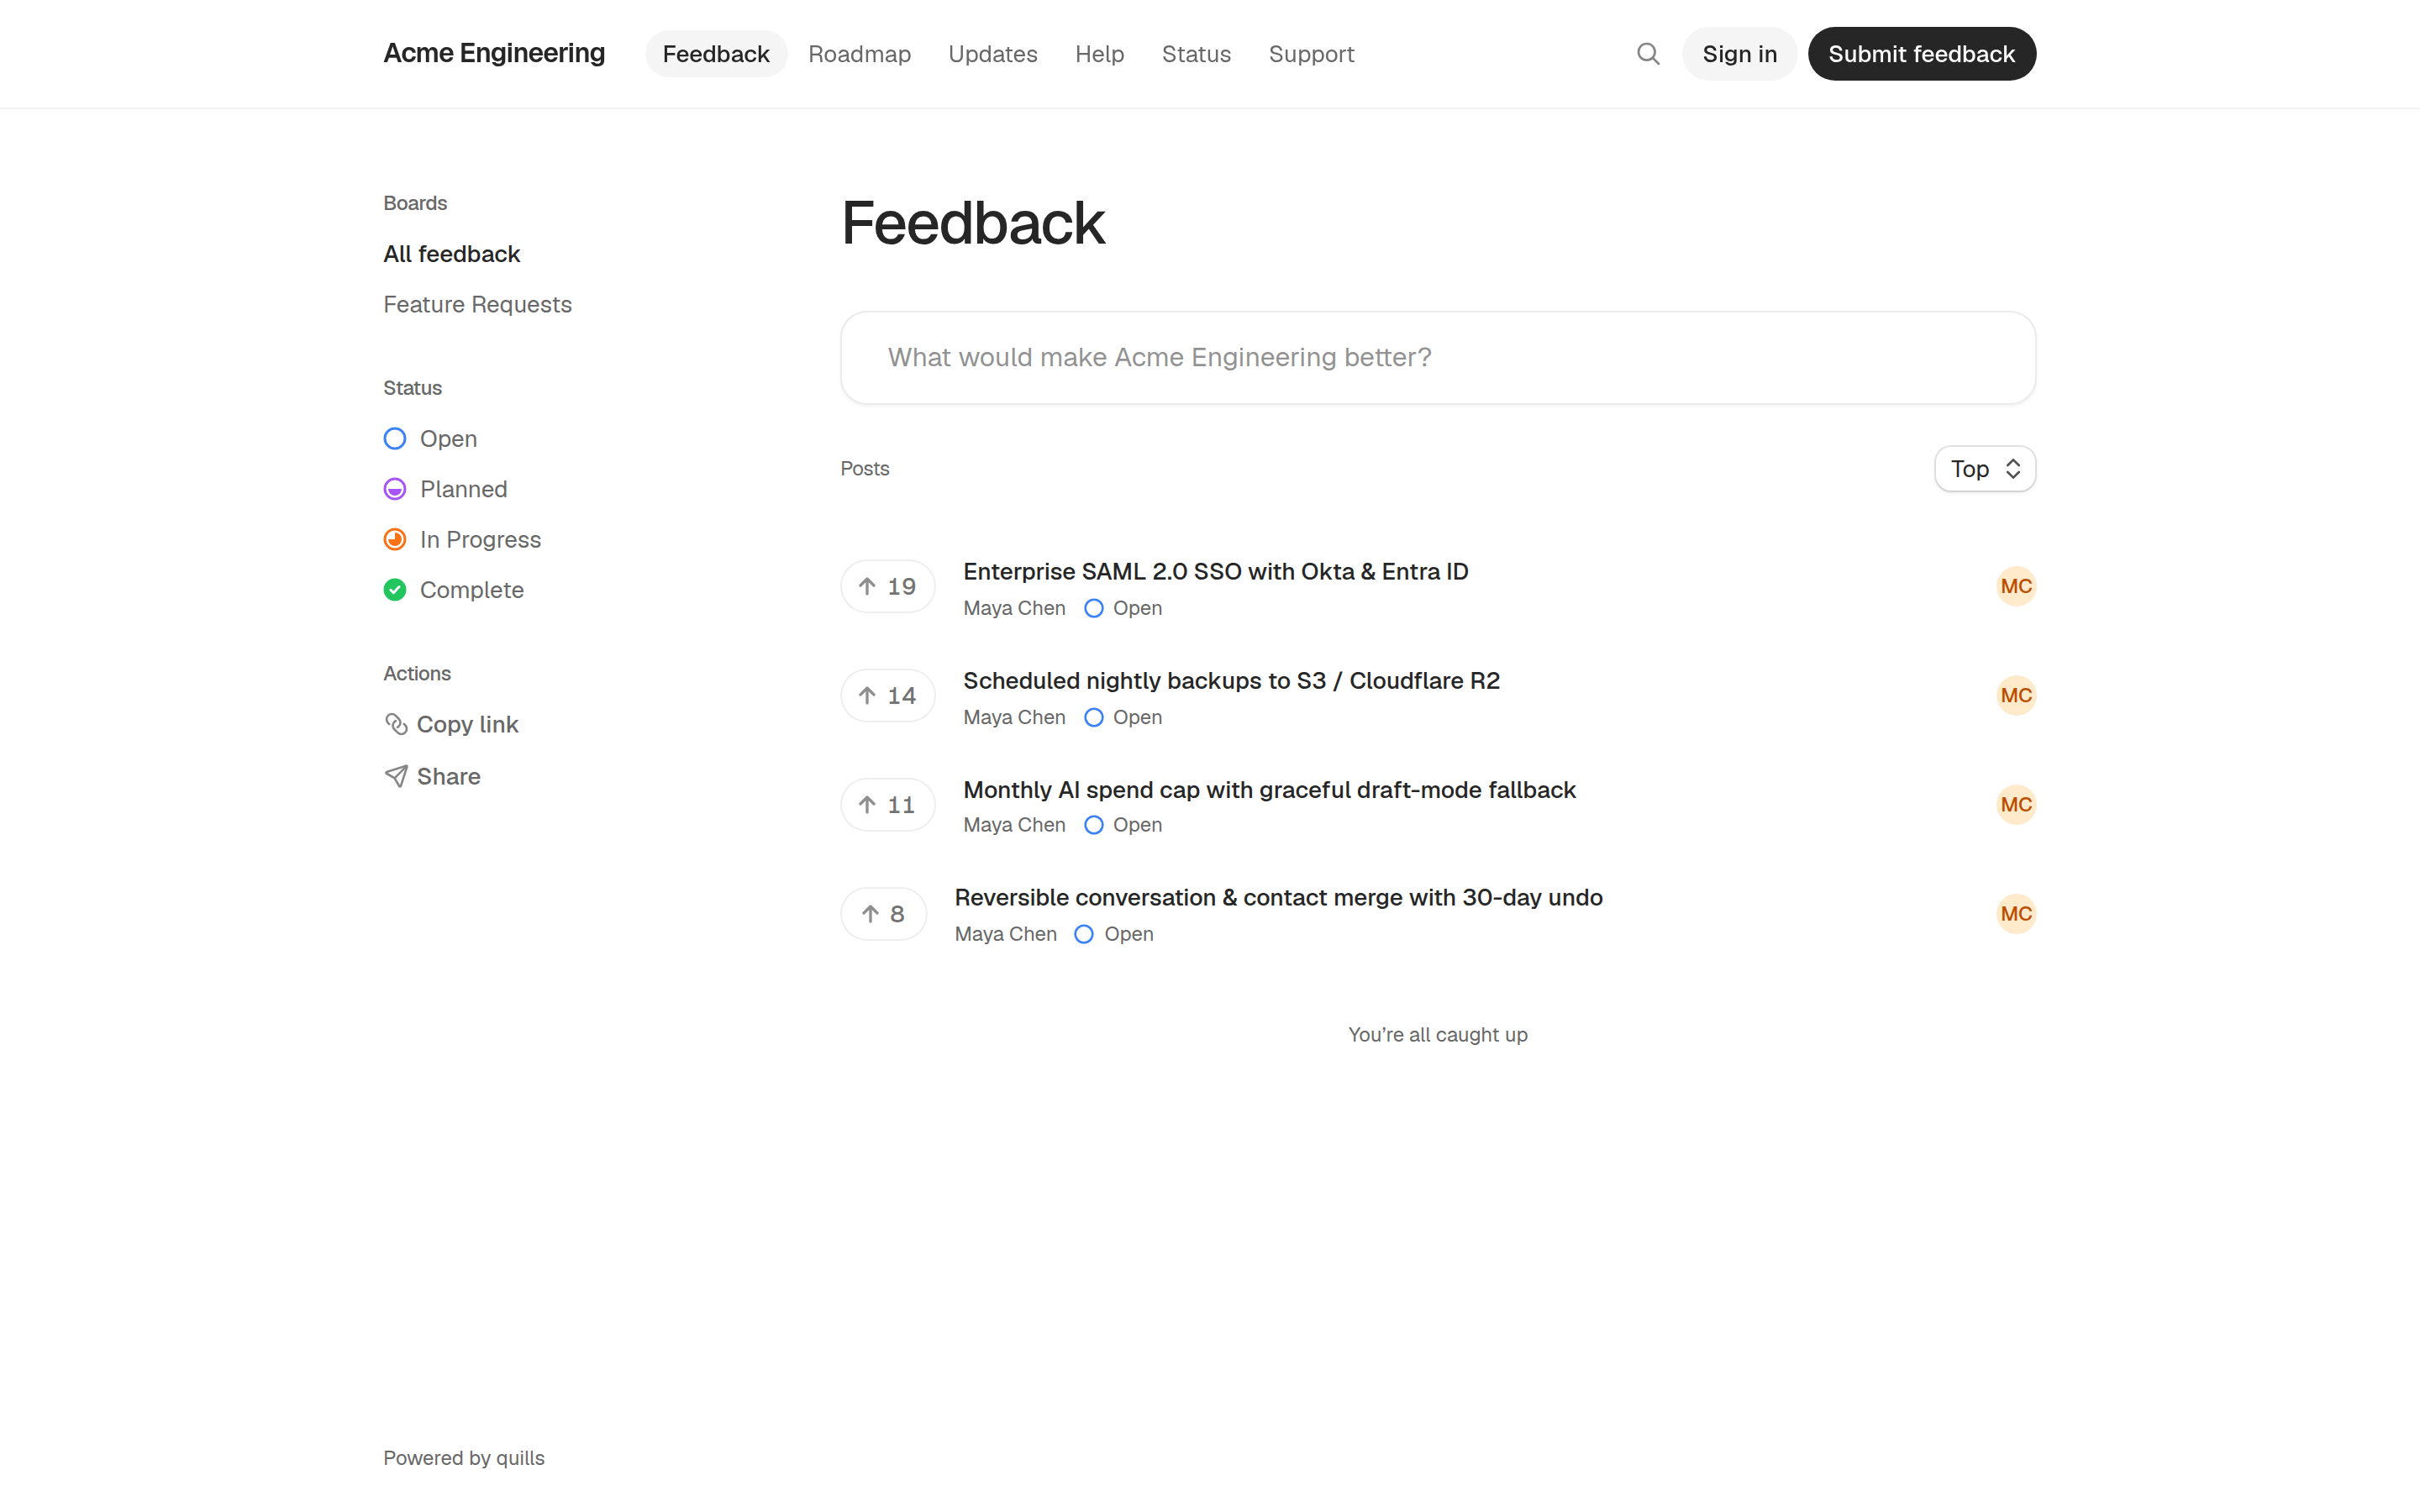 Acme Engineering
Feedback
Roadmap
Updates
Help
Status
Support
Sign in
Submit feedback
Boards
All feedback
Feature Requests
Status
Open
Planned
In Progress
Complete
Actions
Copy link
Share
Feedback
What would make Acme Engineering better?
Posts
Top
19
Enterprise SAML 2.0 SSO with Okta & Entra ID
Maya Chen Open
MC
14
Scheduled nightly backups to S3 / Cloudflare R2
Maya Chen Open
MC
11
Monthly AI spend cap with graceful draft-mode fallback
Maya Chen Open
MC
8
Reversible conversation & contact merge with 30-day undo
Maya Chen Open
MC
You’re all caught up
Powered by quills